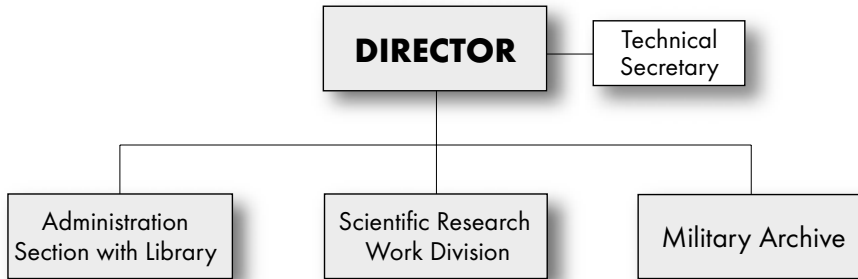 DIRECTOR
Technical
Secretary
Administration
Section with Library
Scientific Research
Work Division
Military Archive